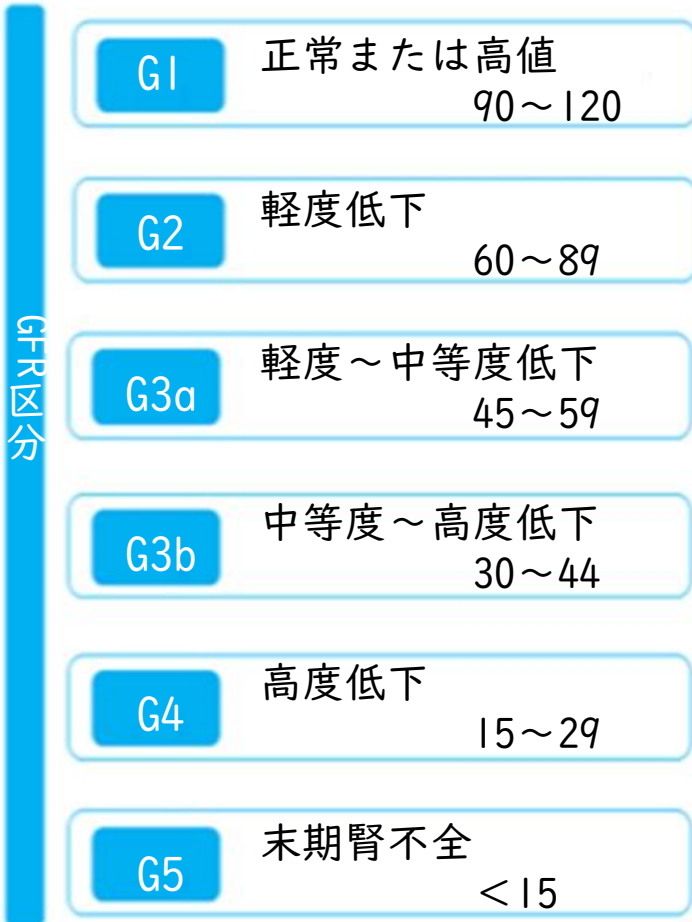 GFR区分
G1
正常または高値
90～120
G2
軽度低下
60～89
G3a
軽度～中等度低下
45～59
G3b
中等度～高度低下
30～44
G4
高度低下
15～29
G5
末期腎不全
＜15